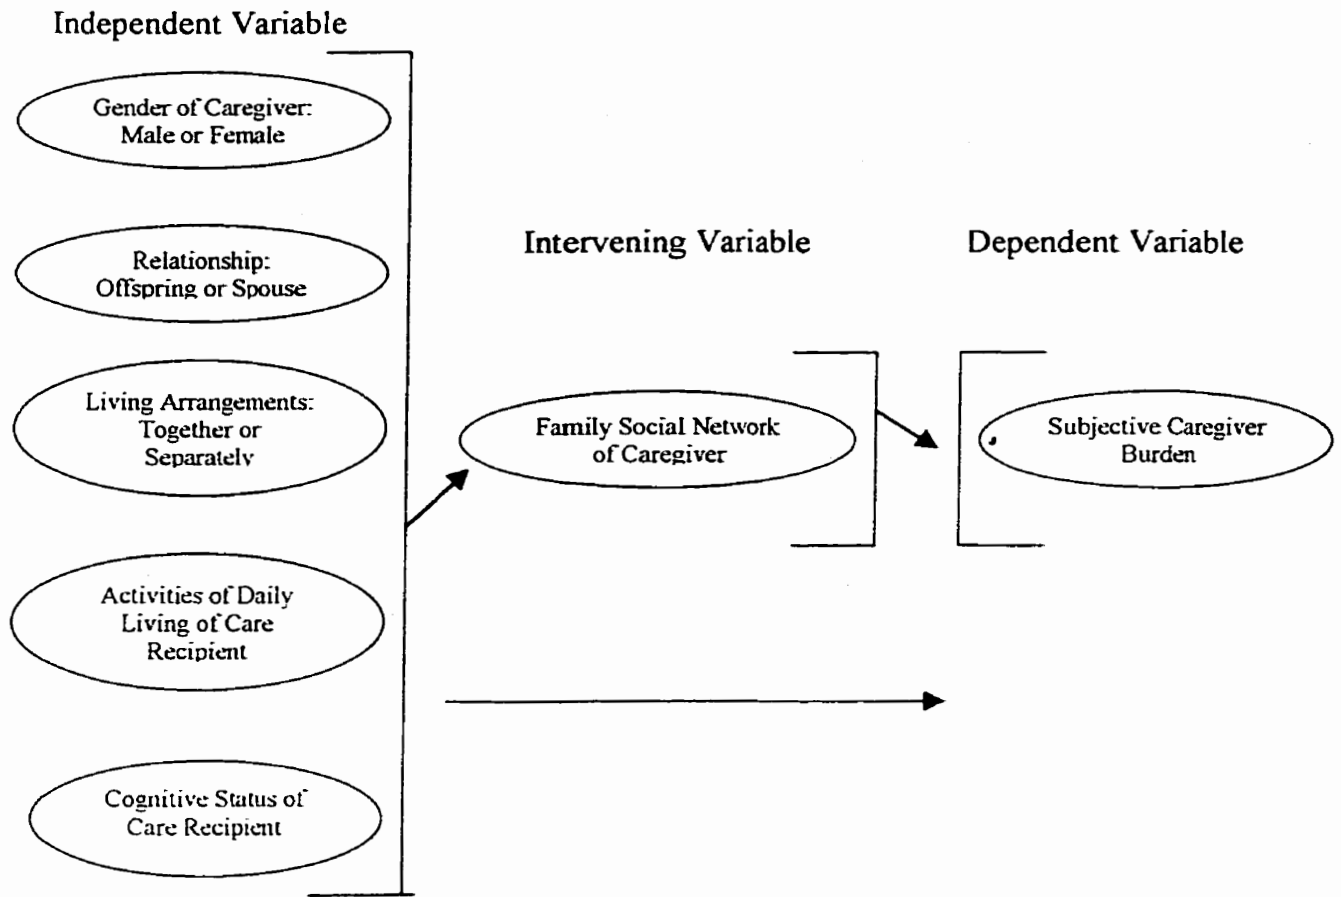 Independent Variable
Gender of Caregiver:
Male or Female
Relationship:
Offspring or Spouse
Living Arrangements:
Together or
Separately
Activities of Daily
Living of Care
Recipient
Cognitive Status of
Care Recipient
Intervening Variable
Family Social Network
of Caregiver
Dependent Variable
Subjective Caregiver
Burden